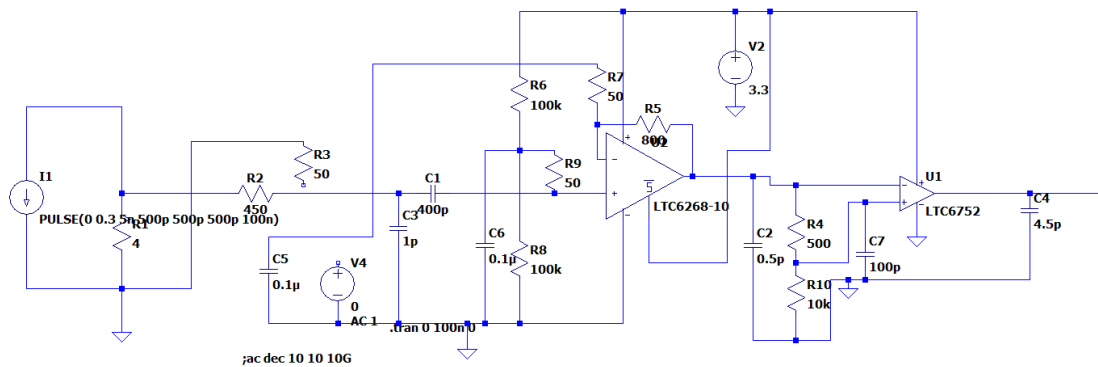 V2
3.3
R6
100k
R7
50
R5
800
U2
R3
50
I1
R2
450
C1
400p
R9
50
U1
LTC6752
PULSE(0 0.3 5n 500p 500p 500p 100n)
R1
4
LTC6268-10
C4
4.5p
C3
1p
C6
0.1µ
R8
100k
C2
0.5p
R4
500
C7
100p
C5
0.1µ
V4
0
AC 1
R10
10k
.tran 0 100n 0
;ac dec 10 10 10G